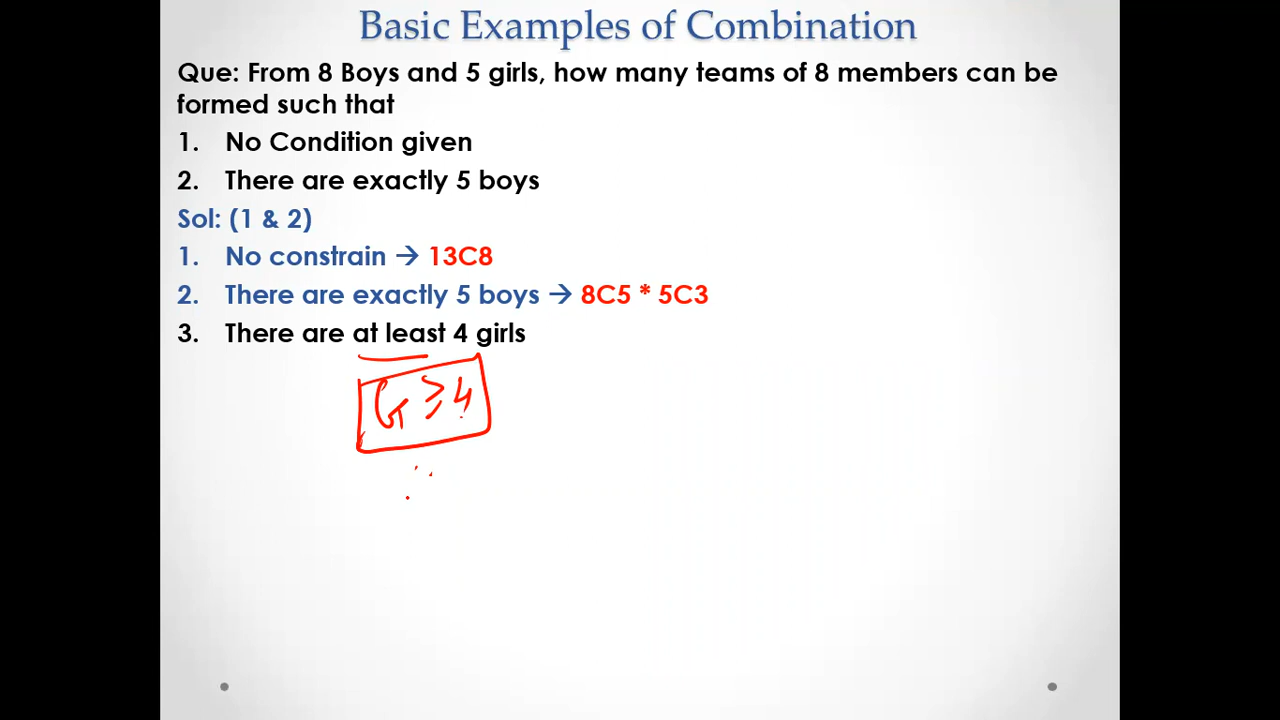 Basic Examples of Combination
Que: From 8 Boys and 5 girls, how many teams of 8 members can be
formed such that
1. No Condition given
2. There are exactly 5 boys
Sol: (1 & 2)
1. No constrain → 13C8
2. There are exactly 5 boys → 8C5 * 5C3
3. There are at least 4 girls
G ≥ 4